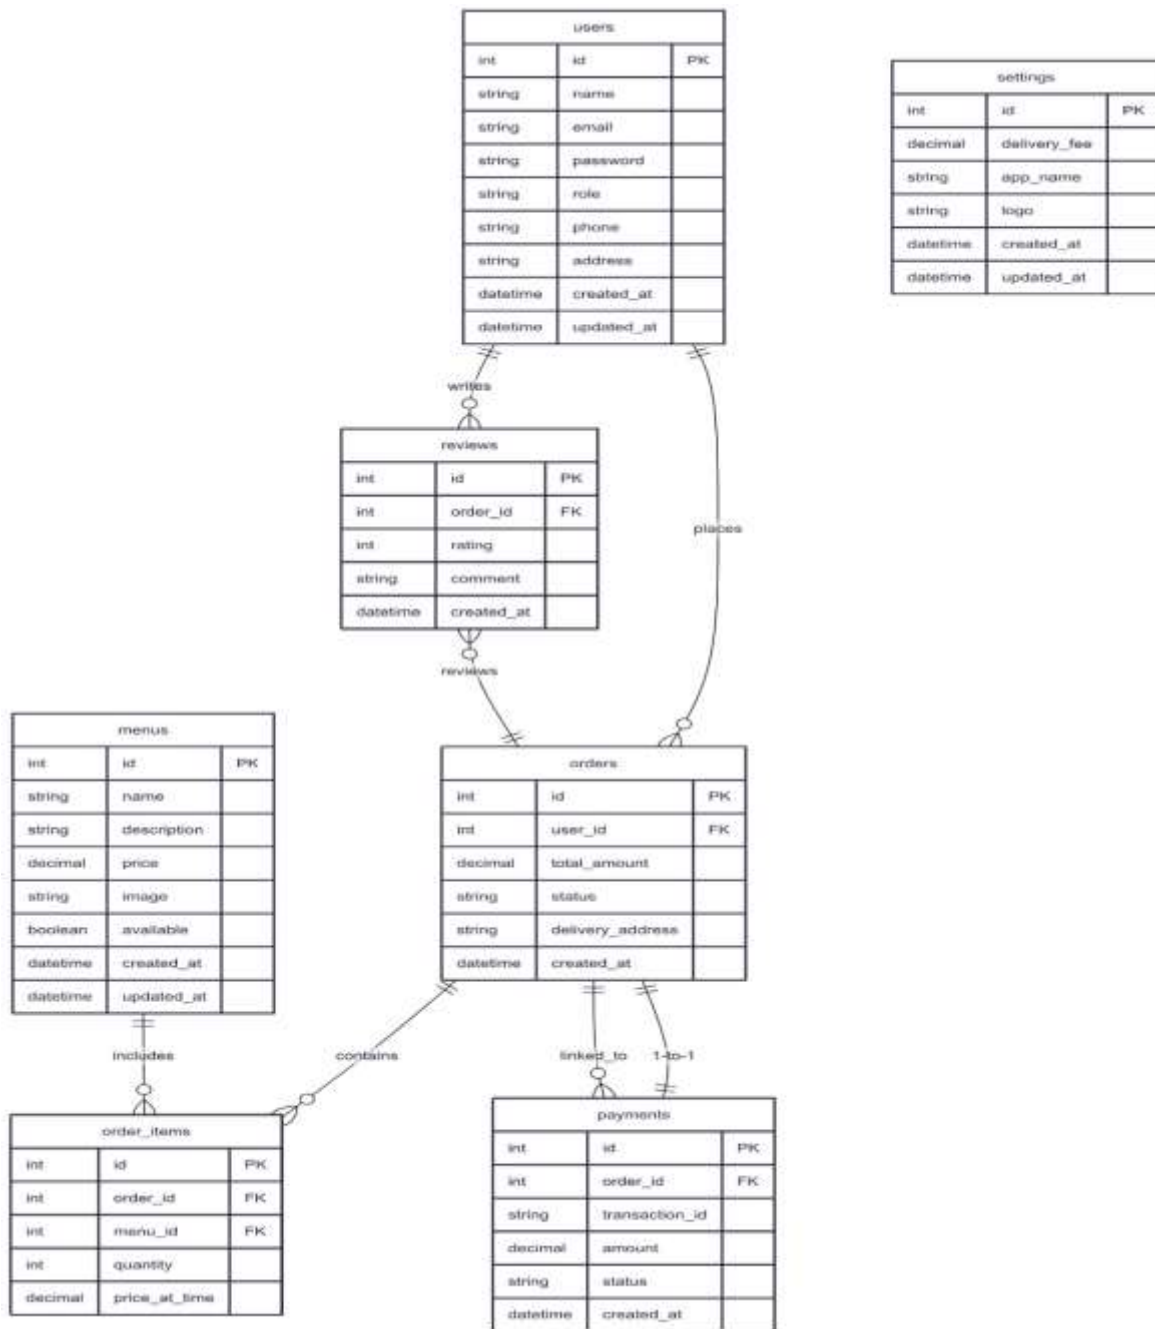 users
int id PK
string name
string email
string password
string role
string phone
string address
datetime created_at
datetime updated_at
settings
int id PK
decimal delivery_fee
string app_name
string logo
datetime created_at
datetime updated_at
writes
reviews
int id PK
int order_id FK
int rating
string comment
datetime created_at
places
reviews
menus
int id PK
string name
string description
decimal price
string image
boolean available
datetime created_at
datetime updated_at
orders
int id PK
int user_id FK
decimal total_amount
string status
string delivery_address
datetime created_at
includes
contains
linked_to
1-to-1
order_items
int id PK
int order_id FK
int menu_id FK
int quantity
decimal price_at_time
payments
int id PK
int order_id FK
string transaction_id
decimal amount
string status
datetime created_at